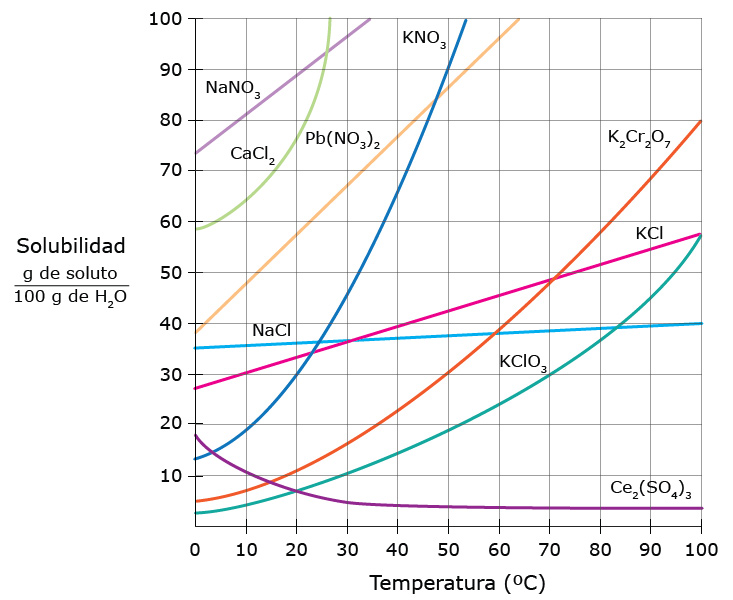 100
90
80
70
60
50
40
30
20
10
Solubilidad
g de soluto
100 g de H₂O
NaNO₃
CaCl₂
Pb(NO₃)₂
KNO₃
K₂Cr₂O₇
KCl
NaCl
KClO₃
Ce₂(SO₄)₃
0 10 20 30 40 50 60 70 80 90 100
Temperatura (ºC)